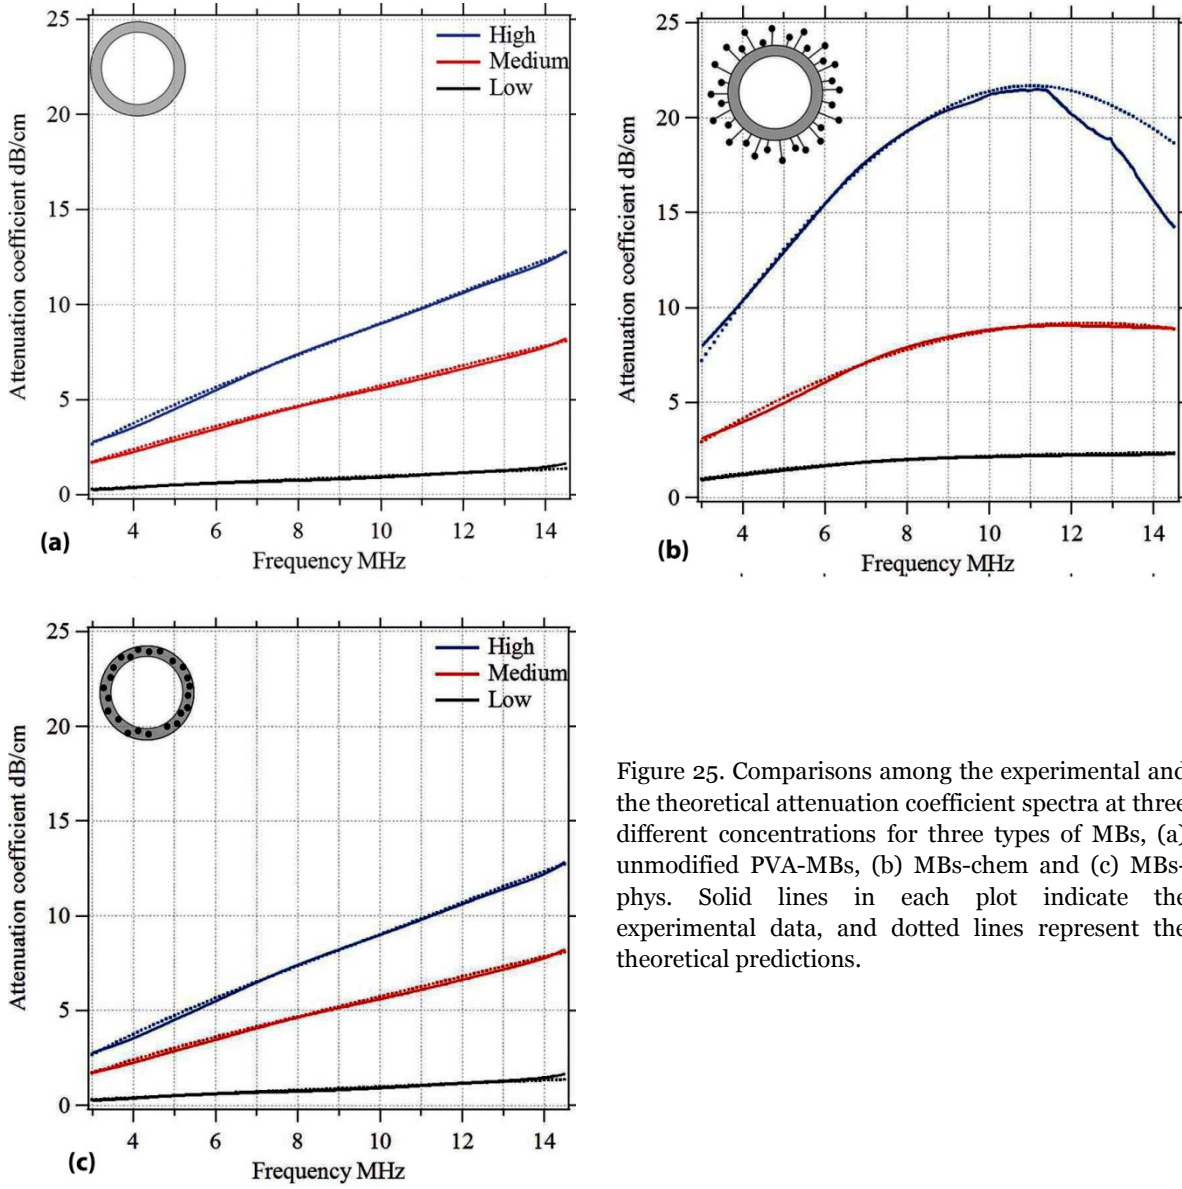 25
High
Medium
Low
20
15
10
5
0
Attenuation coefficient dB/cm
4 6 8 10 12 14
(a)
Frequency MHz
25
20
15
10
5
0
Attenuation coefficient dB/cm
4 6 8 10 12 14
(b)
Frequency MHz
25
High
Medium
Low
20
15
10
5
0
Attenuation coefficient dB/cm
4 6 8 10 12 14
(c)
Frequency MHz
Figure 25. Comparisons among the experimental and
the theoretical attenuation coefficient spectra at three
different concentrations for three types of MBs, (a)
unmodified PVA-MBs, (b) MBs-chem and (c) MBs-
phys. Solid lines in each plot indicate the
experimental data, and dotted lines represent the
theoretical predictions.